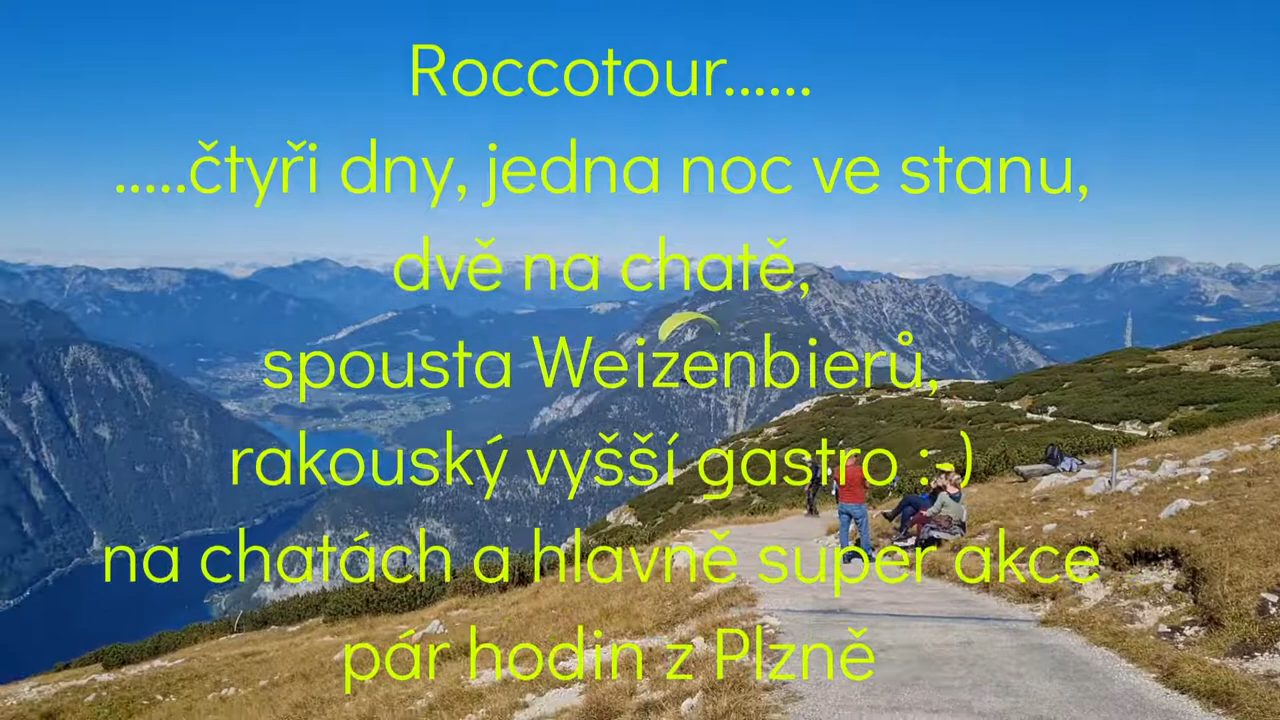 Roccotour......
.....čtyři dny, jedna noc ve stanu,
dvě na chatě,
spousta Weizenbierů,
rakouský vyšší gastro :-)
na chatách a hlavně super akce
pár hodin z Plzně